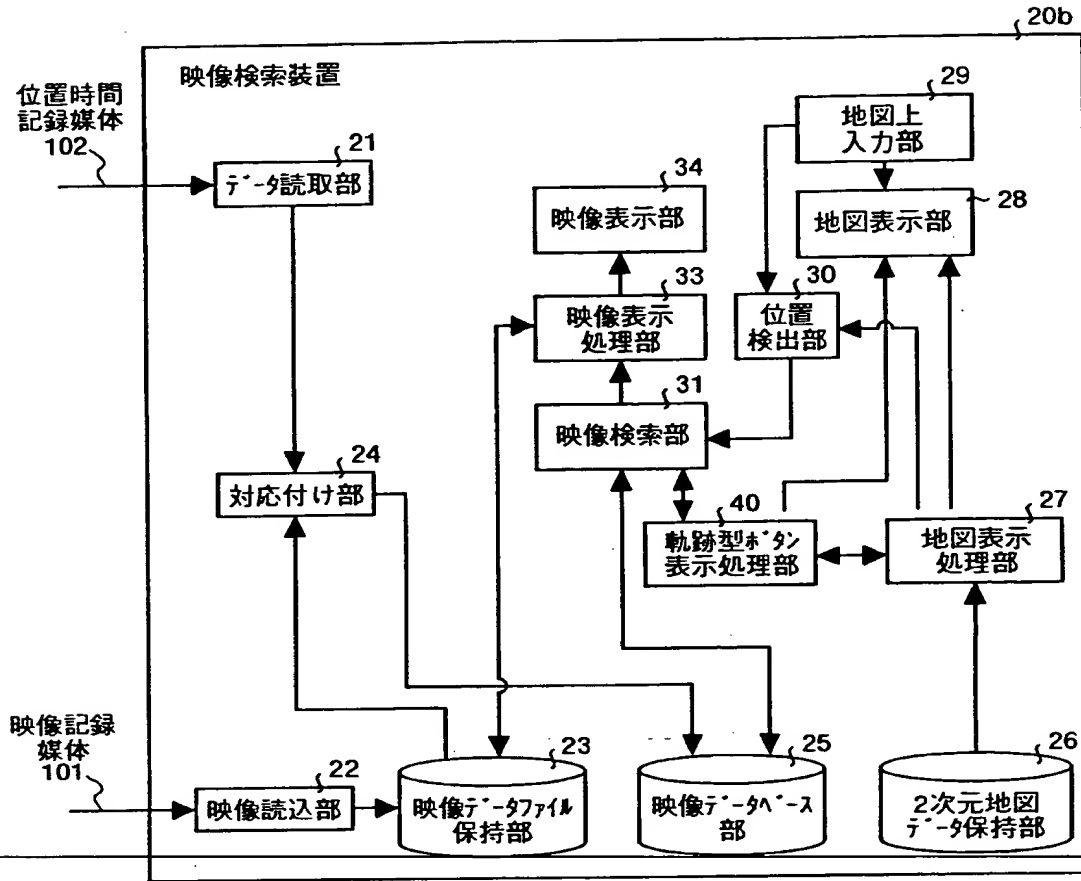 20b
映像検索装置
位置時間
記録媒体
102
21
データ読取部
29
地図上
入力部
34
映像表示部
28
地図表示部
33
映像表示
処理部
30
位置
検出部
31
映像検索部
24
対応付け部
40
軌跡型ボタン
表示処理部
27
地図表示
処理部
映像記録
媒体
101
22
映像読込部
23
映像データファイル
保持部
25
映像データベース
部
26
2次元地図
データ保持部